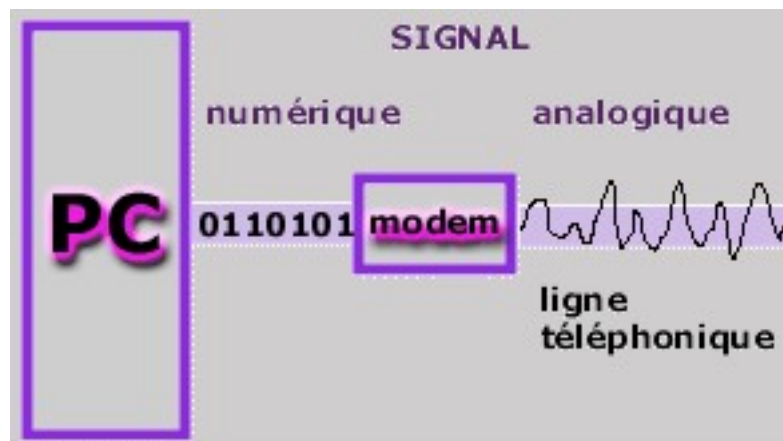 SIGNAL
numérique analogique
PC 0110101 modem
ligne
téléphonique